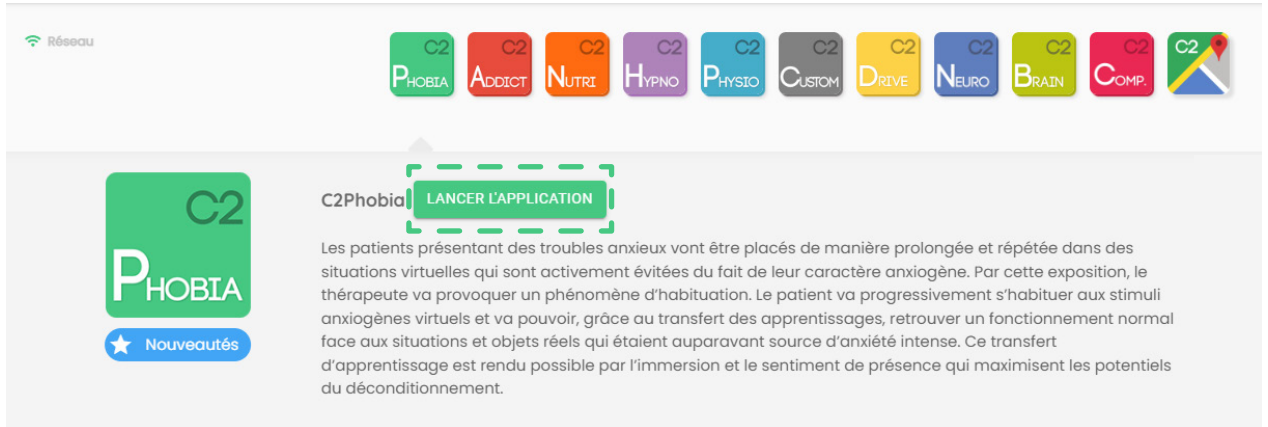 Réseau
C2 PHOBIA
C2 ADDICT
C2 NUTRI
C2 HYPNO
C2 PHYSIO
C2 CUSTOM
C2 DRIVE
C2 NEURO
C2 BRAIN
C2 COMP.
C2
C2
PHOBIA
Nouveautés
C2Phobia LANCER L'APPLICATION
Les patients présentant des troubles anxieux vont être placés de manière prolongée et répétée dans des
situations virtuelles qui sont activement évitées du fait de leur caractère anxiogène. Par cette exposition, le
thérapeute va provoquer un phénomène d'habituation. Le patient va progressivement s'habituer aux stimuli
anxiogènes virtuels et va pouvoir, grâce au transfert des apprentissages, retrouver un fonctionnement normal
face aux situations et objets réels qui étaient auparavant source d'anxiété intense. Ce transfert
d'apprentissage est rendu possible par l'immersion et le sentiment de présence qui maximisent les potentiels
du déconditionnement.